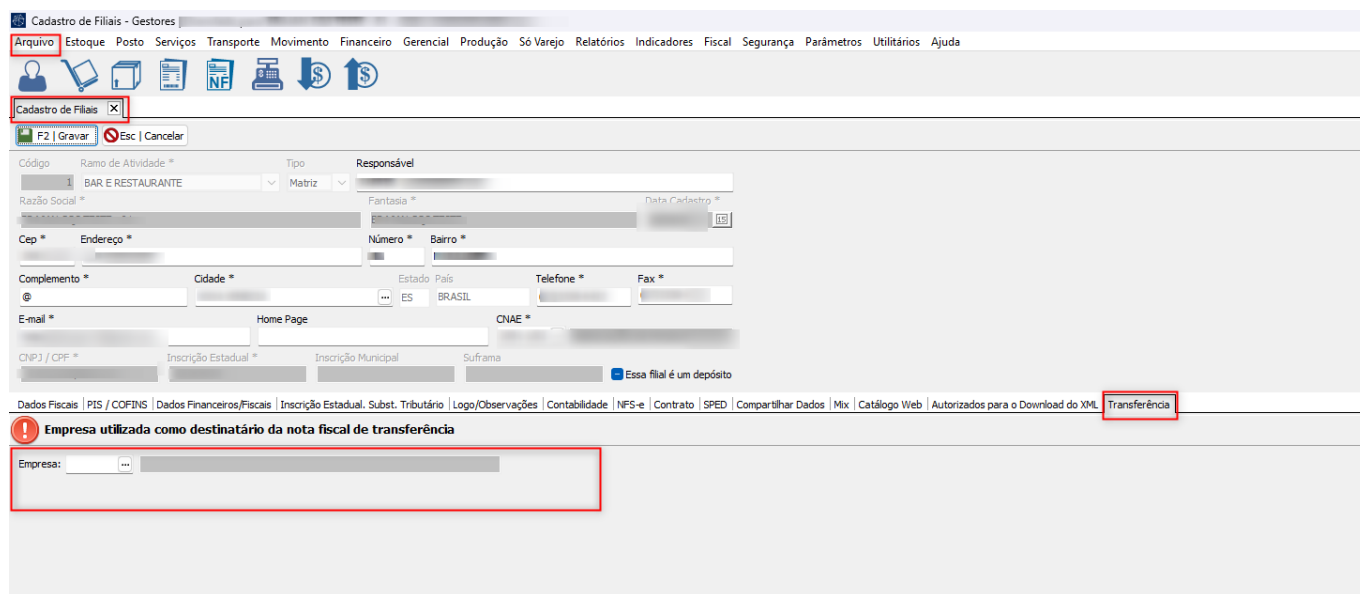 Cadastro de Filiais - Gestores
Arquivo Estoque Posto Serviços Transporte Movimento Financeiro Gerencial Produção Só Varejo Relatórios Indicadores Fiscal Segurança Parâmetros Utilitários Ajuda
NF
Cadastro de Filiais X
F2 | Gravar Esc | Cancelar
Código Ramo de Atividade * Tipo Responsável
1 BAR E RESTAURANTE Matriz
Razão Social * Fantasia * Data Cadastro *
15
Cep * Endereço * Número * Bairro *
Complemento * Cidade * Estado País Telefone * Fax *
@ ... ES BRASIL
E-mail * Home Page CNAE *
CNPJ / CPF * Inscrição Estadual * Inscrição Municipal Suframa
Essa filial é um depósito
Dados Fiscais | PIS / COFINS | Dados Financeiros/Fiscais | Inscrição Estadual. Subst. Tributário | Logo/Observações | Contabilidade | NFS-e | Contrato | SPED | Compartilhar Dados | Mix | Catálogo Web | Autorizados para o Download do XML Transferência
Empresa utilizada como destinatário da nota fiscal de transferência
Empresa: ...